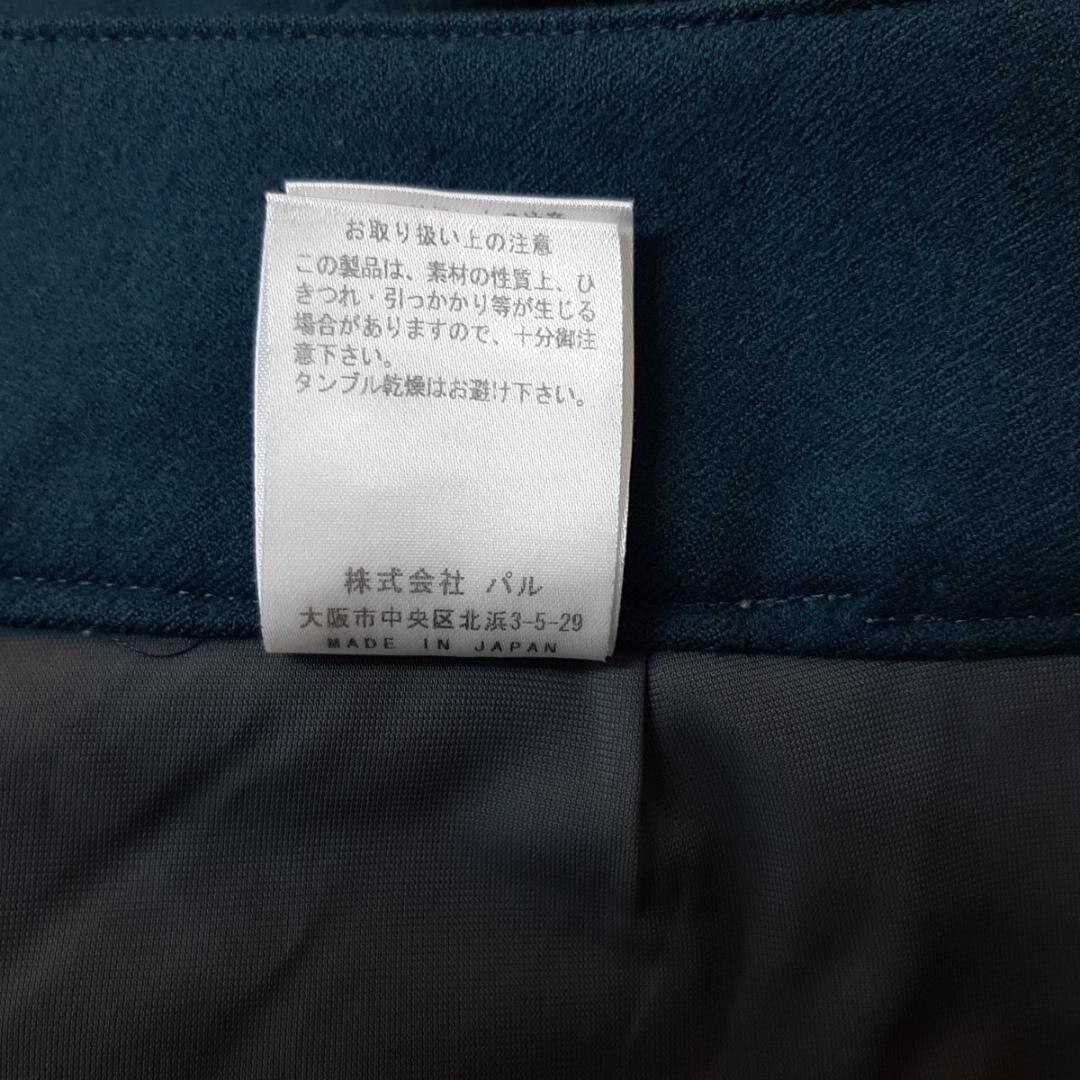 の注意
お取り扱い上の注意
この製品は、素材の性質上、ひ
きつれ・引っかかり等が生じる
場合がありますので、十分御注
意下さい。
タンブル乾燥はお避け下さい。
株式会社 パル
大阪市中央区北浜3-5-29
MADE IN JAPAN